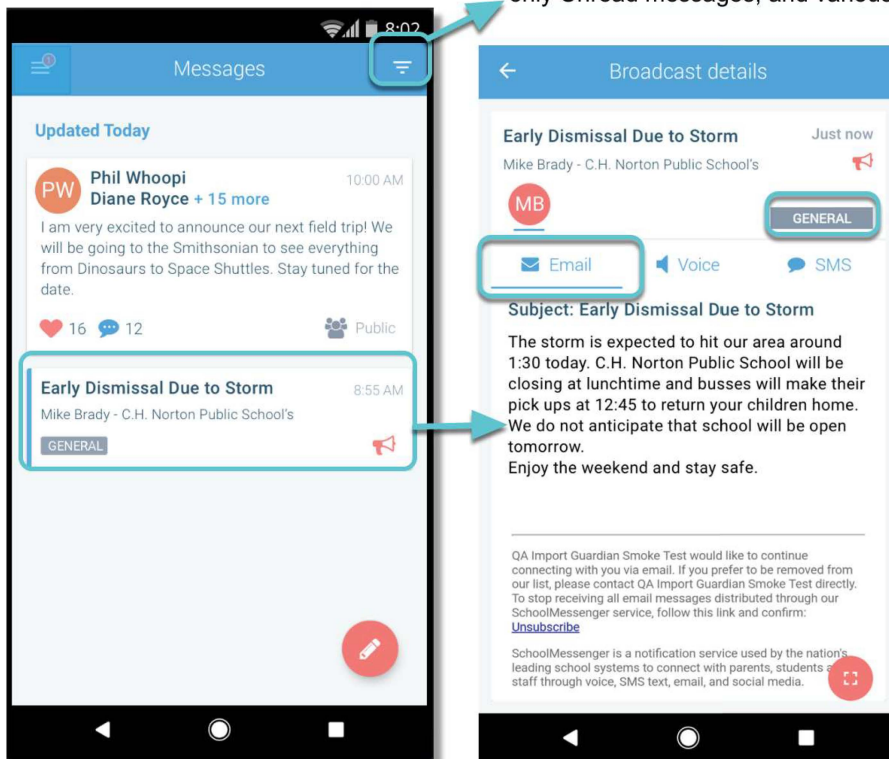 only Unread messages, and various
8:02
1
Messages
Updated Today
PW
Phil Whoopi
10:00 AM
Diane Royce + 15 more
I am very excited to announce our next field trip! We
will be going to the Smithsonian to see everything
from Dinosaurs to Space Shuttles. Stay tuned for the
date.
16
12
Public
Early Dismissal Due to Storm
8:55 AM
Mike Brady - C.H. Norton Public School's
GENERAL
Broadcast details
Early Dismissal Due to Storm
Just now
Mike Brady - C.H. Norton Public School's
MB
GENERAL
Email
Voice
SMS
Subject: Early Dismissal Due to Storm
The storm is expected to hit our area around
1:30 today. C.H. Norton Public School will be
closing at lunchtime and busses will make their
pick ups at 12:45 to return your children home.
We do not anticipate that school will be open
tomorrow.
Enjoy the weekend and stay safe.
QA Import Guardian Smoke Test would like to continue
connecting with you via email. If you prefer to be removed from
our list, please contact QA Import Guardian Smoke Test directly.
To stop receiving all email messages distributed through our
SchoolMessenger service, follow this link and confirm:
Unsubscribe
SchoolMessenger is a notification service used by the nation's
leading school systems to connect with parents, students
staff through voice, SMS text, email, and social media.